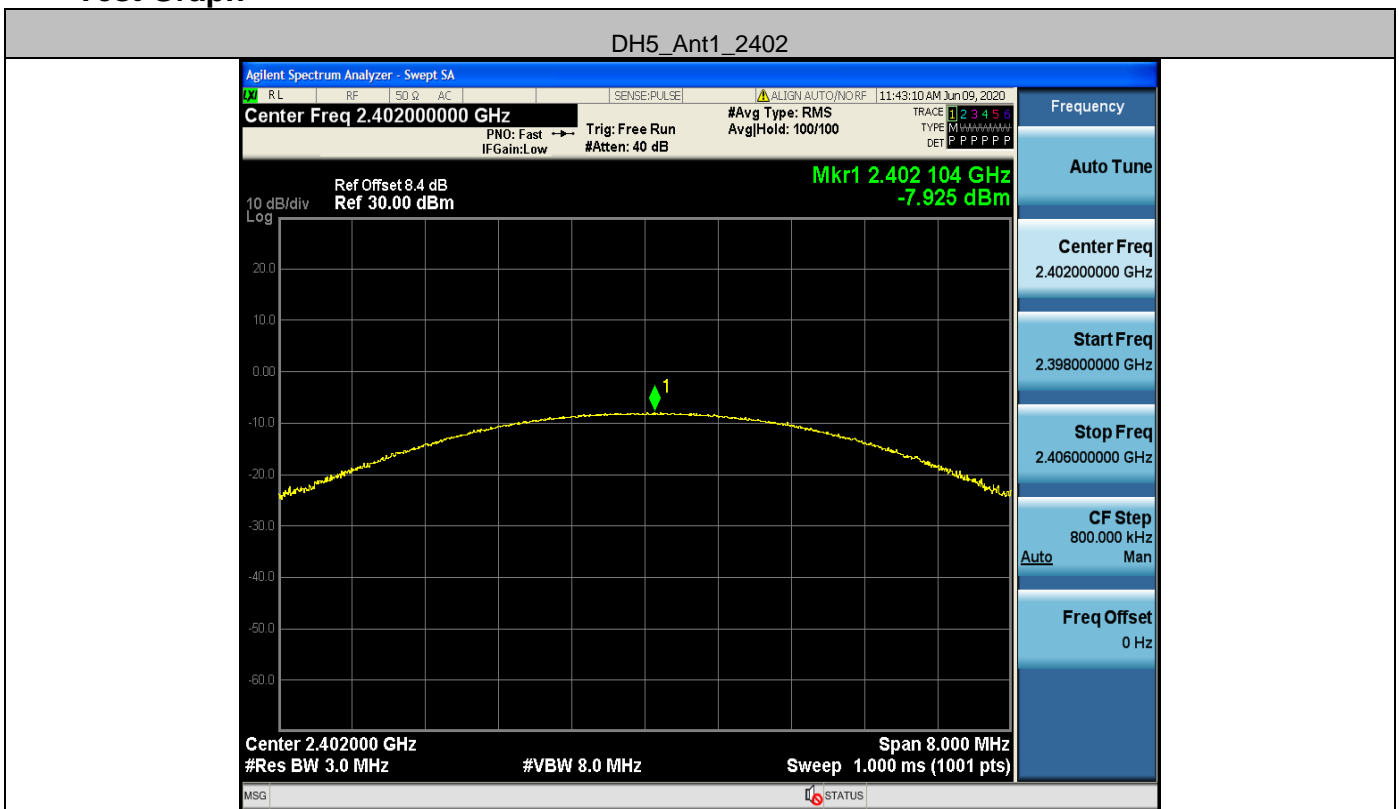 DH5_Ant1_2402
Agilent Spectrum Analyzer - Swept SA
LXI RL RF 50 Ω AC SENSE:PULSE ALIGN AUTO/NO RF 11:43:10 AM Jun 09, 2020
Center Freq 2.402000000 GHz
PNO: Fast
IFGain:Low
Trig: Free Run
#Atten: 40 dB
#Avg Type: RMS
Avg|Hold: 100/100
TRACE 1 2 3 4 5 6
TYPE M
DET P P P P P P
Mkr1 2.402 104 GHz
-7.925 dBm
Ref Offset 8.4 dB
10 dB/div Ref 30.00 dBm
Log
20.0
10.0
0.00
1
-10.0
-20.0
-30.0
-40.0
-50.0
-60.0
Center 2.402000 GHz Span 8.000 MHz
#Res BW 3.0 MHz #VBW 8.0 MHz Sweep 1.000 ms (1001 pts)
MSG STATUS
Frequency
Auto Tune
Center Freq
2.402000000 GHz
Start Freq
2.398000000 GHz
Stop Freq
2.406000000 GHz
CF Step
800.000 kHz
Auto Man
Freq Offset
0 Hz